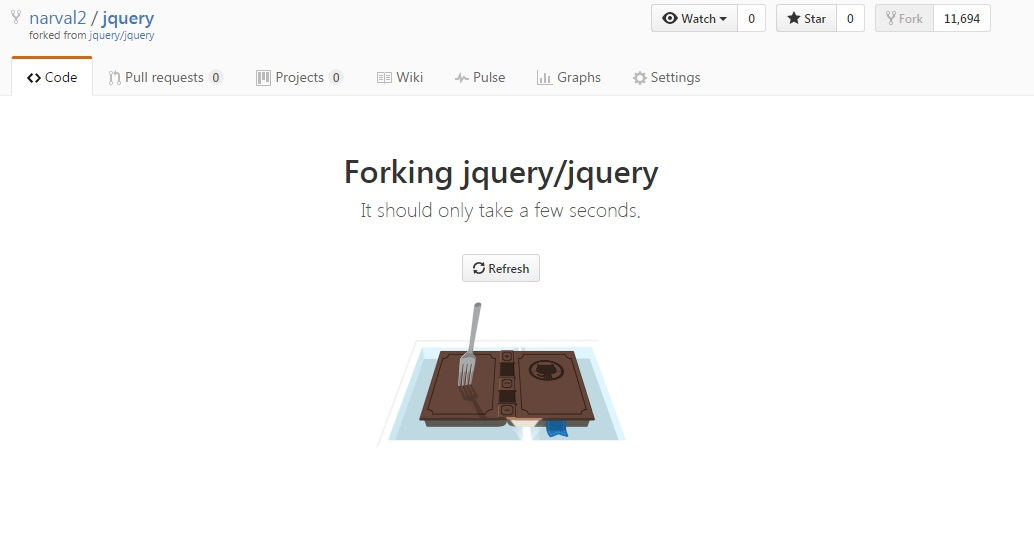 narval2 / jquery
forked from jquery/jquery
Watch 0
Star 0
Fork 11,694
Code
Pull requests 0
Projects 0
Wiki
Pulse
Graphs
Settings
Forking jquery/jquery
It should only take a few seconds.
Refresh